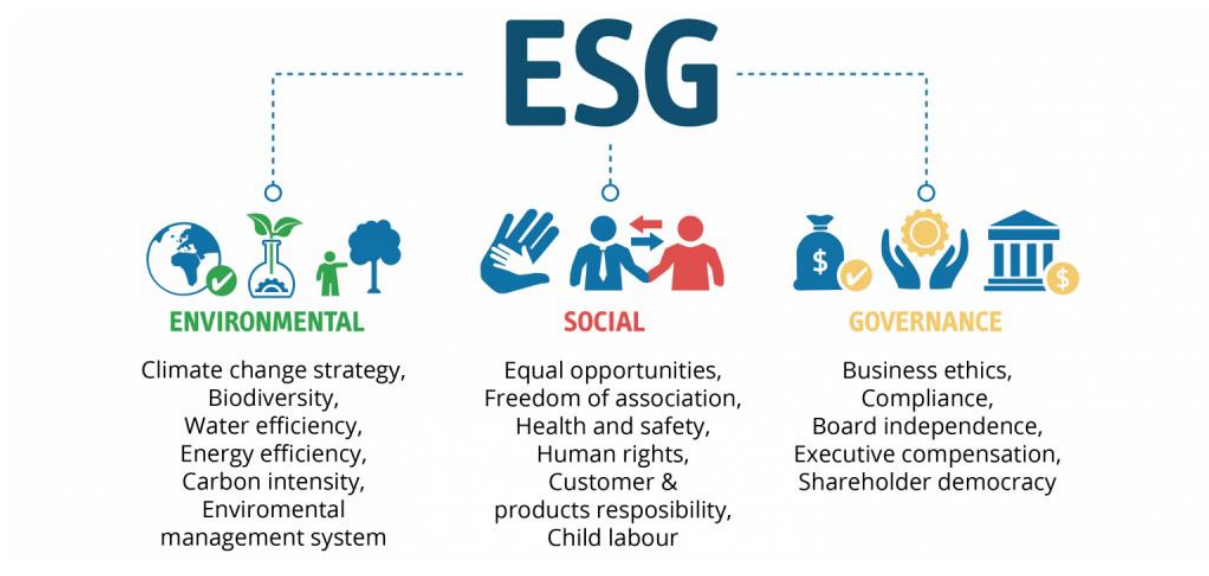 ESG
ENVIRONMENTAL
Climate change strategy,
Biodiversity,
Water efficiency,
Energy efficiency,
Carbon intensity,
Enviromental
management system
SOCIAL
Equal opportunities,
Freedom of association,
Health and safety,
Human rights,
Customer &
products resposibility,
Child labour
$
$
GOVERNANCE
Business ethics,
Compliance,
Board independence,
Executive compensation,
Shareholder democracy